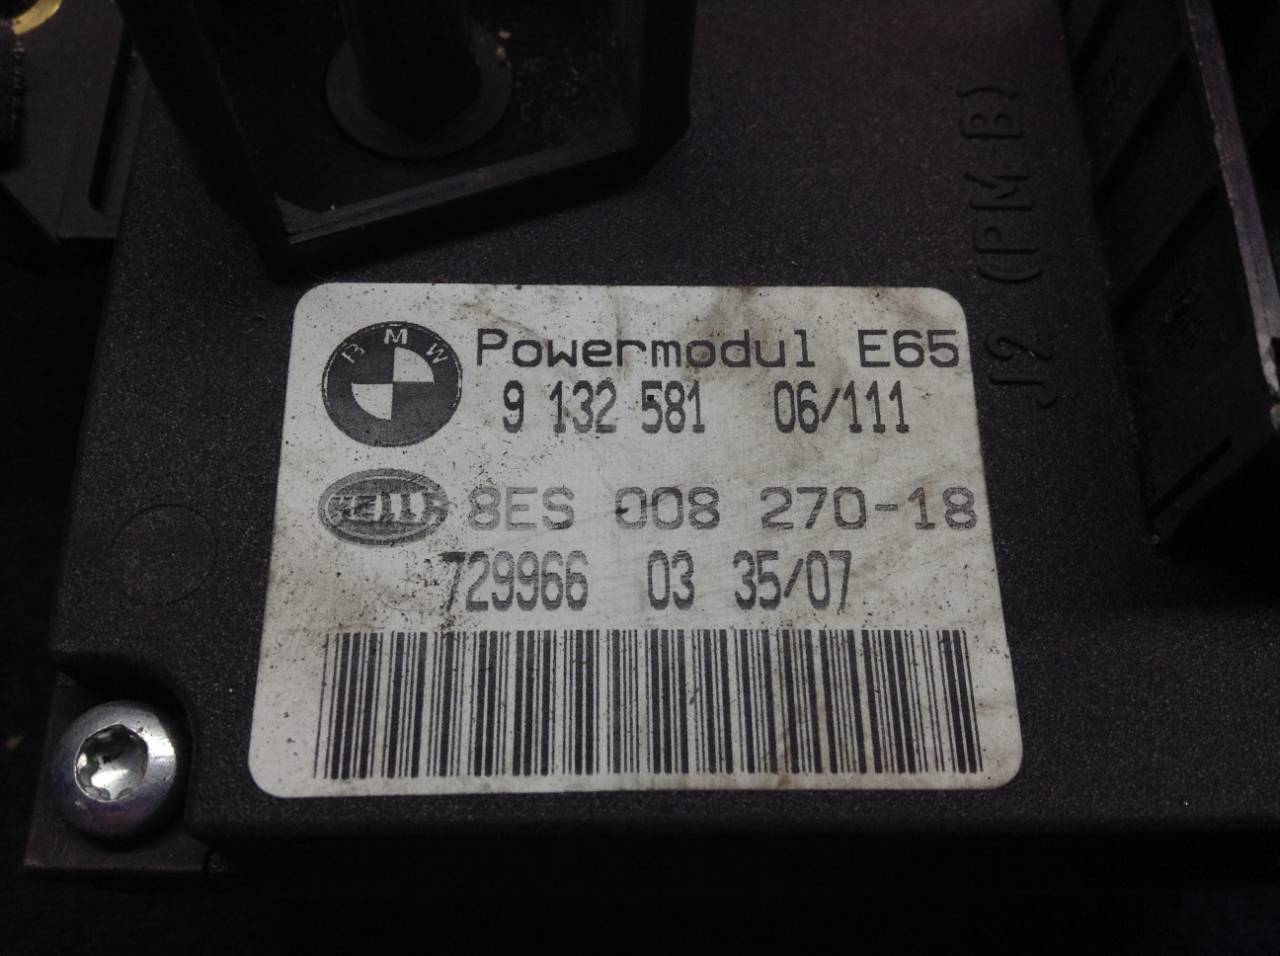 BMW
Powermodul E65
9 132 581 06/111
HELLA
8ES 008 270-18
729966 03 35/07
J2 (PMB)